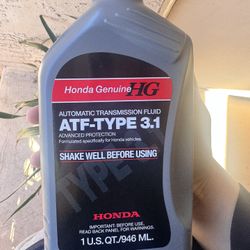 Honda Genuine HG
AUTOMATIC TRANSMISSION FLUID
ATF-TYPE 3.1
ADVANCED PROTECTION
Formulated specifically for Honda vehicles.
SHAKE WELL BEFORE USING
TYPE
HONDA
IMPORTANT: BEFORE USE,
READ BACK PANEL FOR WARNINGS.
1 U.S. QT./946 ML.